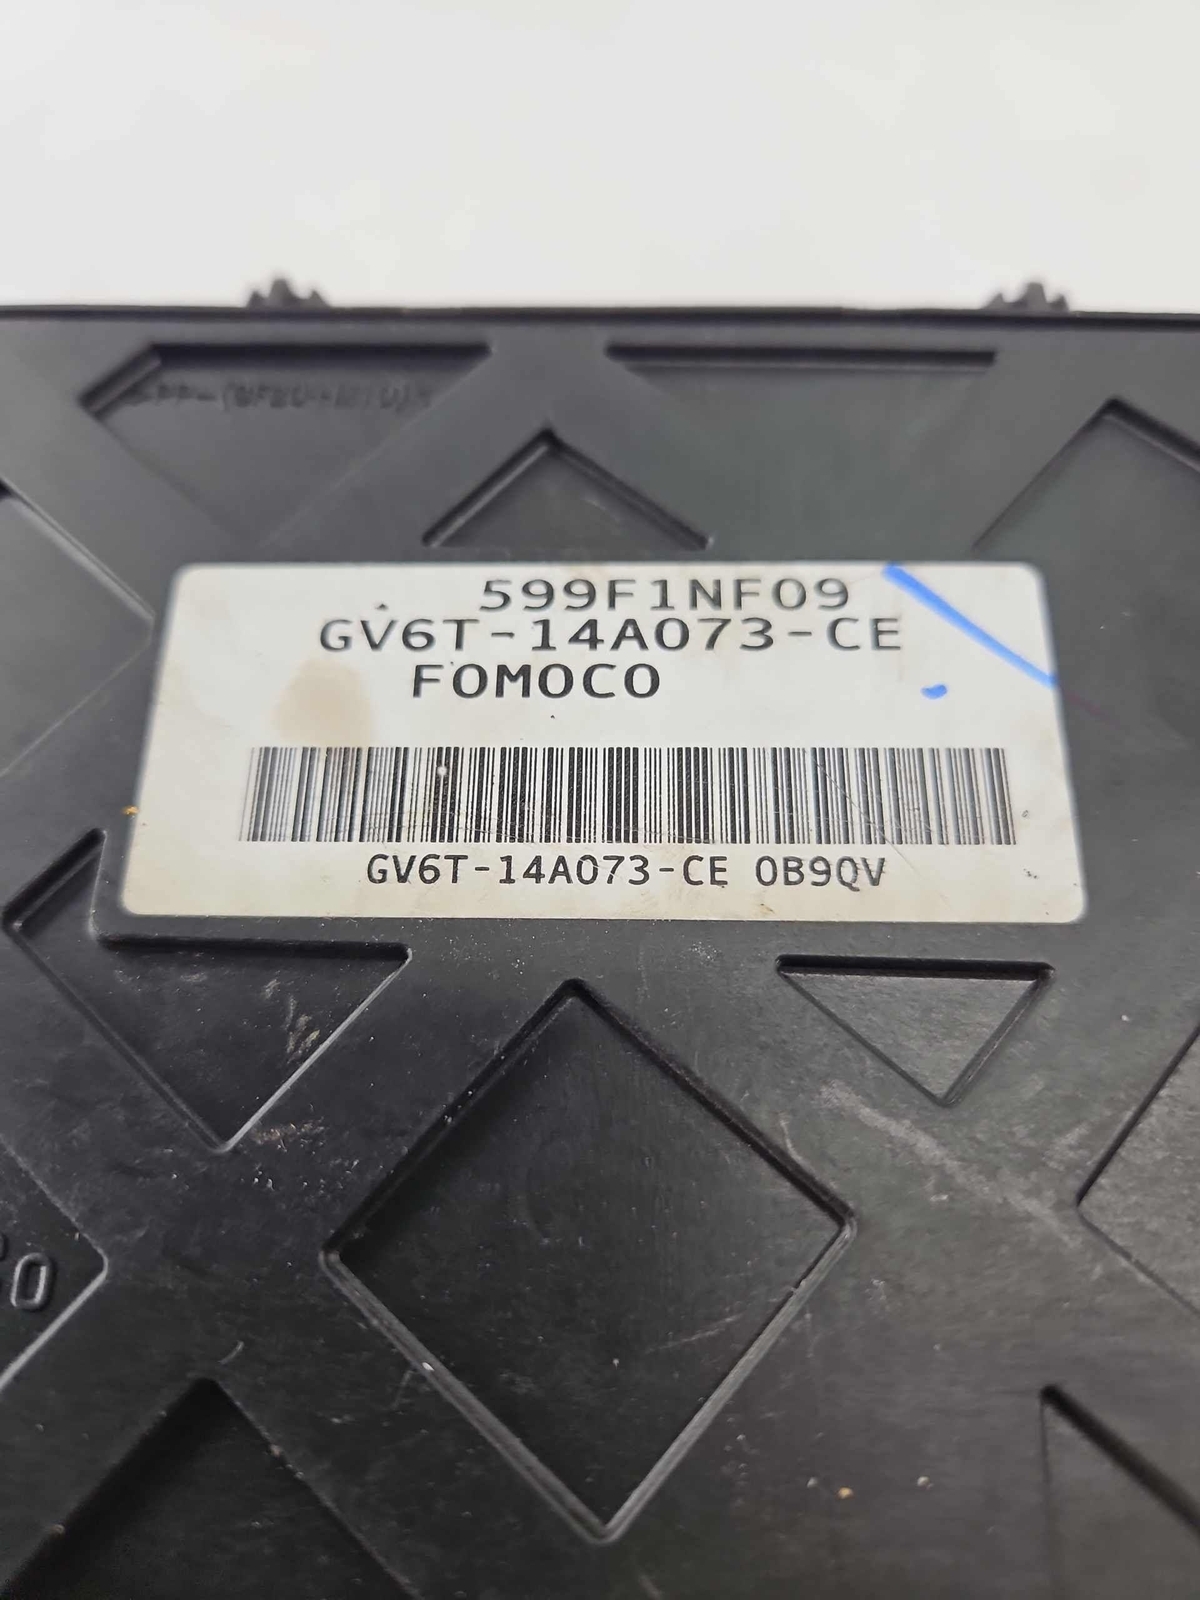 599F1NF09
GV6T-14A073-CE
FOMOCO
GV6T-14A073-CE 0B9QV